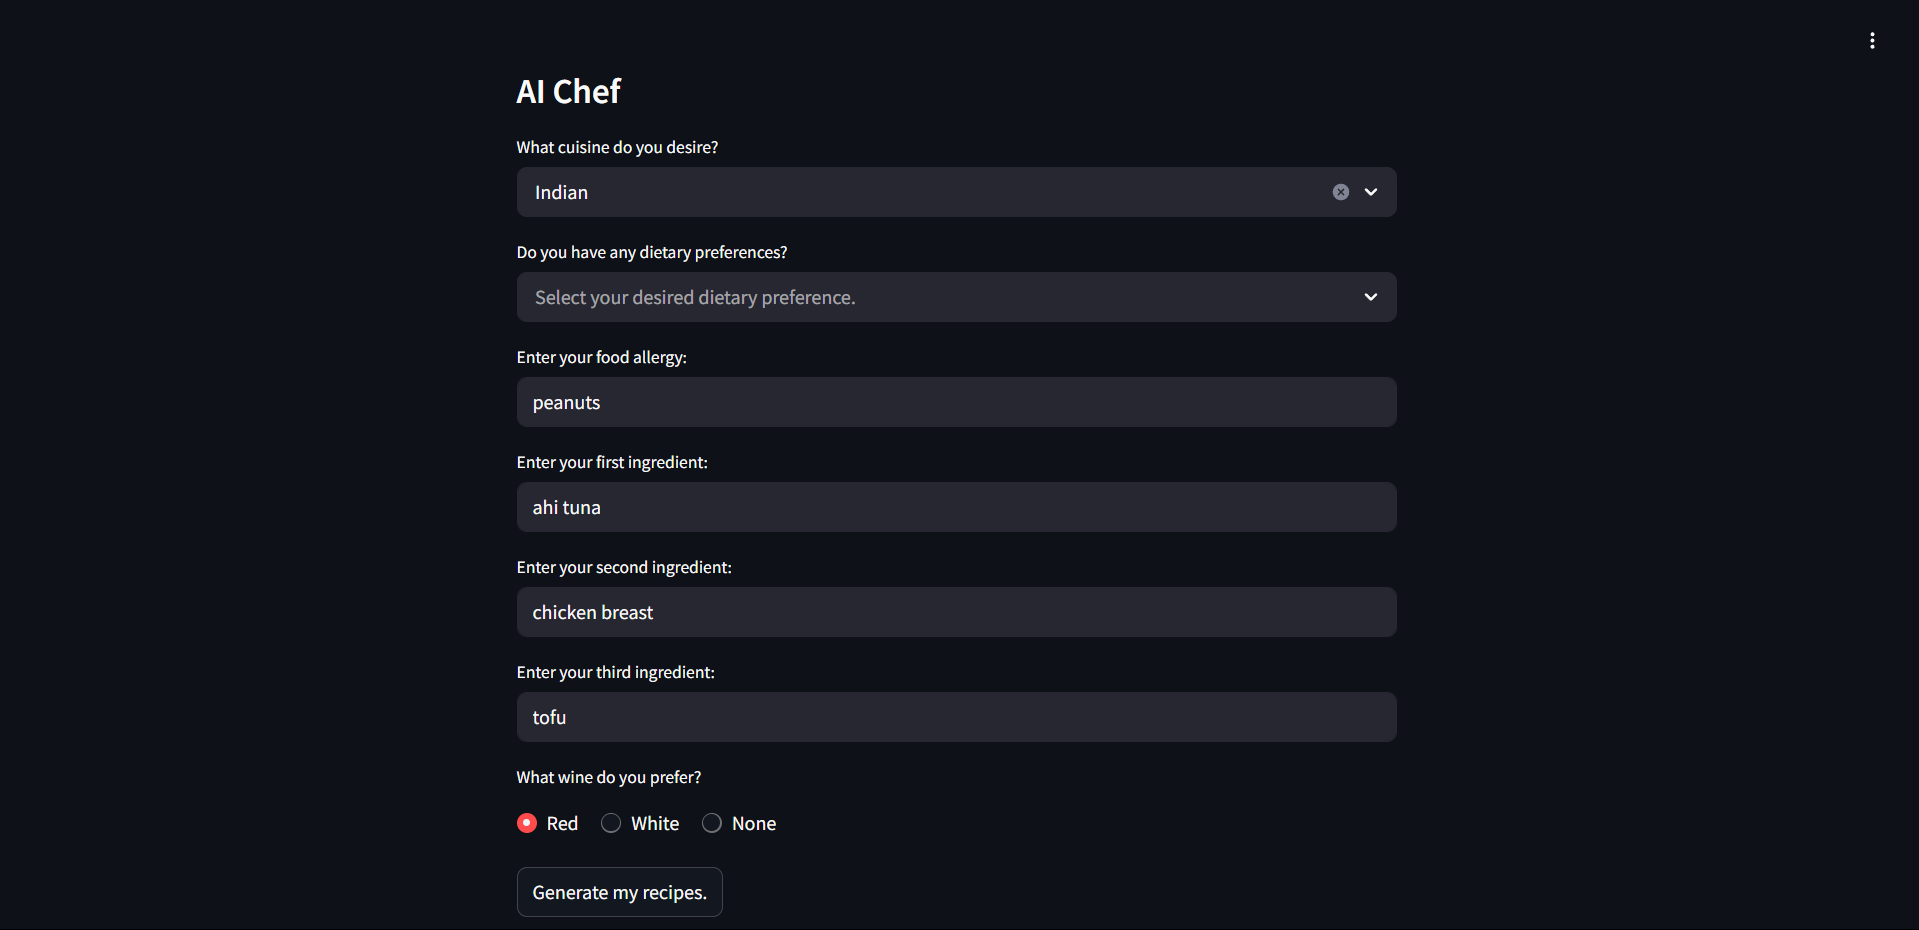 AI Chef
What cuisine do you desire?
Indian
Do you have any dietary preferences?
Select your desired dietary preference.
Enter your food allergy:
peanuts
Enter your first ingredient:
ahi tuna
Enter your second ingredient:
chicken breast
Enter your third ingredient:
tofu
What wine do you prefer?
Red White None
Generate my recipes.